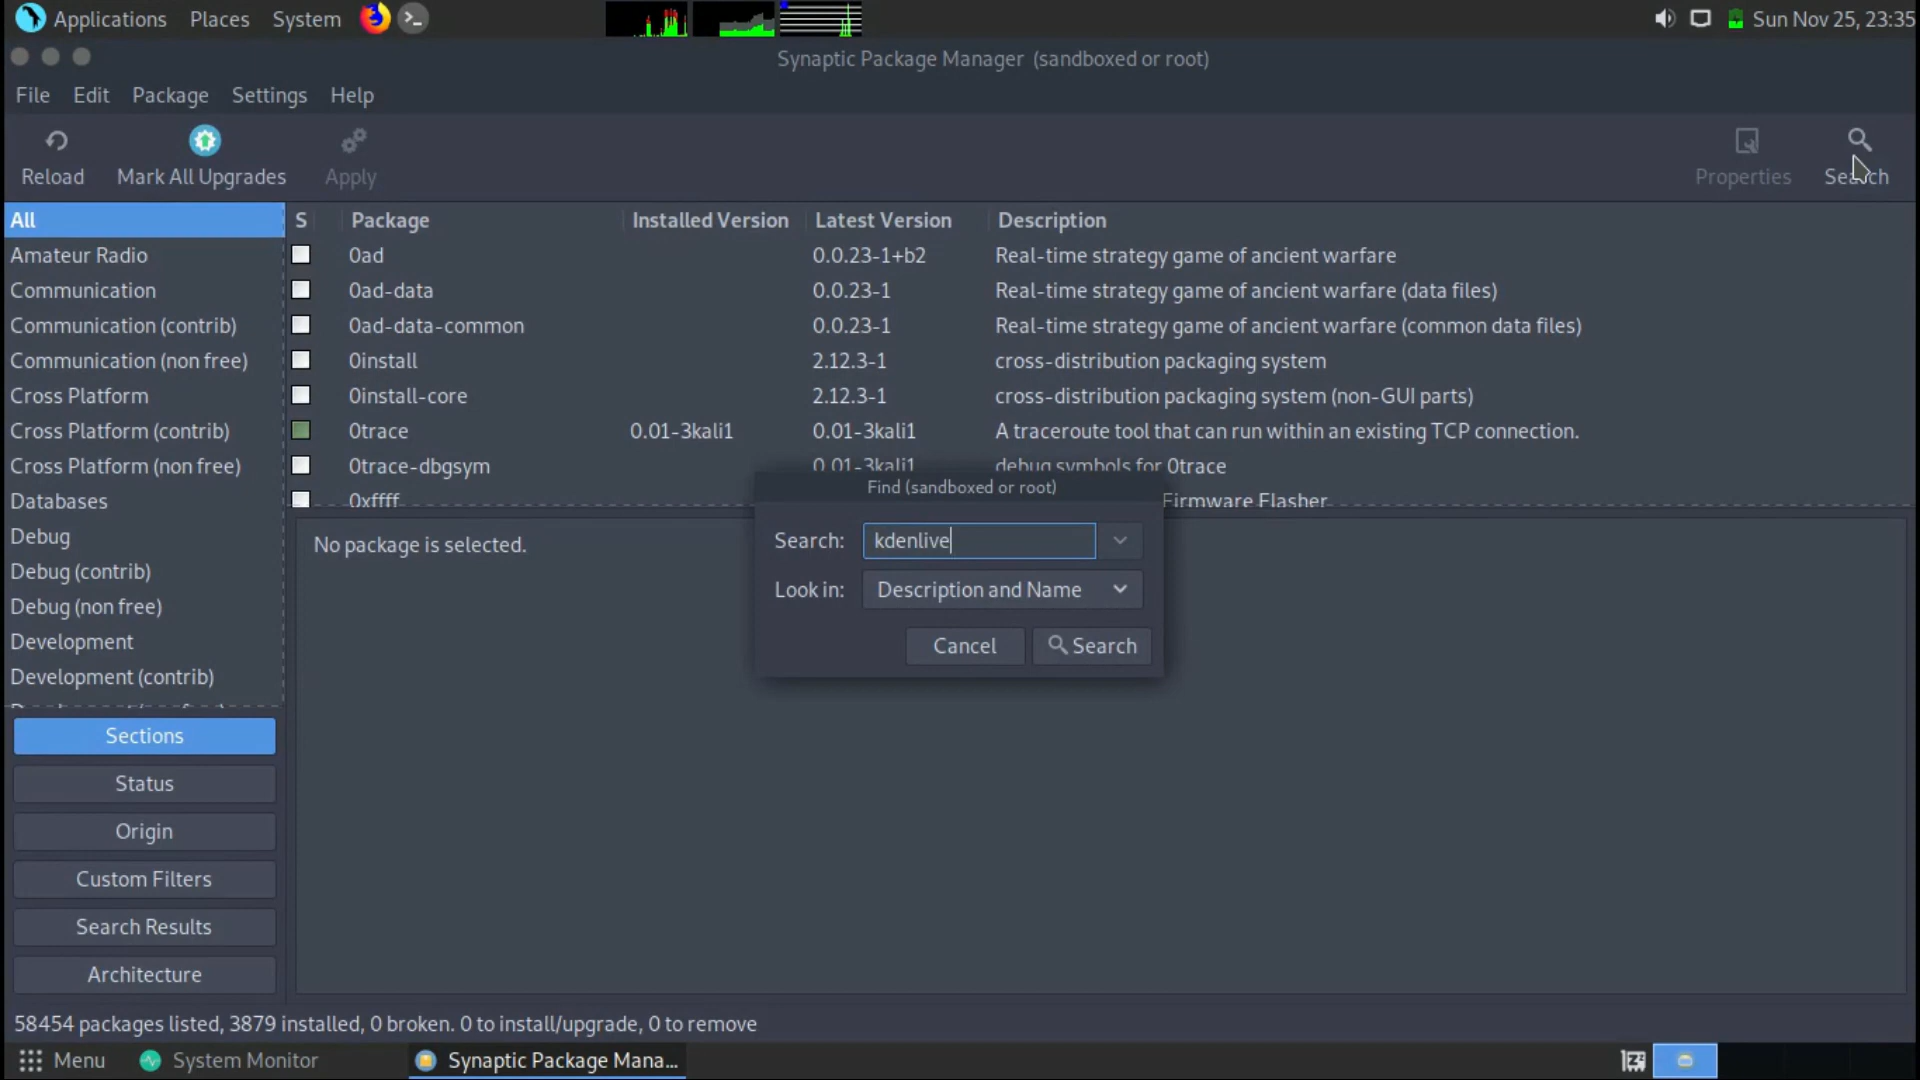 Applications Places System Sun Nov 25, 23:35
Synaptic Package Manager (sandboxed or root)
File Edit Package Settings Help
Reload Mark All Upgrades Apply Properties Search
All
Amateur Radio
Communication
Communication (contrib)
Communication (non free)
Cross Platform
Cross Platform (contrib)
Cross Platform (non free)
Databases
Debug
Debug (contrib)
Debug (non free)
Development
Development (contrib)
Sections
Status
Origin
Custom Filters
Search Results
Architecture
S Package Installed Version Latest Version Description
0ad 0.0.23-1+b2 Real-time strategy game of ancient warfare
0ad-data 0.0.23-1 Real-time strategy game of ancient warfare (data files)
0ad-data-common 0.0.23-1 Real-time strategy game of ancient warfare (common data files)
0install 2.12.3-1 cross-distribution packaging system
0install-core 2.12.3-1 cross-distribution packaging system (non-GUI parts)
0trace 0.01-3kali1 0.01-3kali1 A traceroute tool that can run within an existing TCP connection.
0trace-dbgsym 0.01-3kali1 debug symbols for 0trace
0xffff Firmware Flasher
No package is selected.
Find (sandboxed or root)
Search: kdenlive
Look in: Description and Name
Cancel Search
58454 packages listed, 3879 installed, 0 broken. 0 to install/upgrade, 0 to remove
Menu System Monitor Synaptic Package Mana...